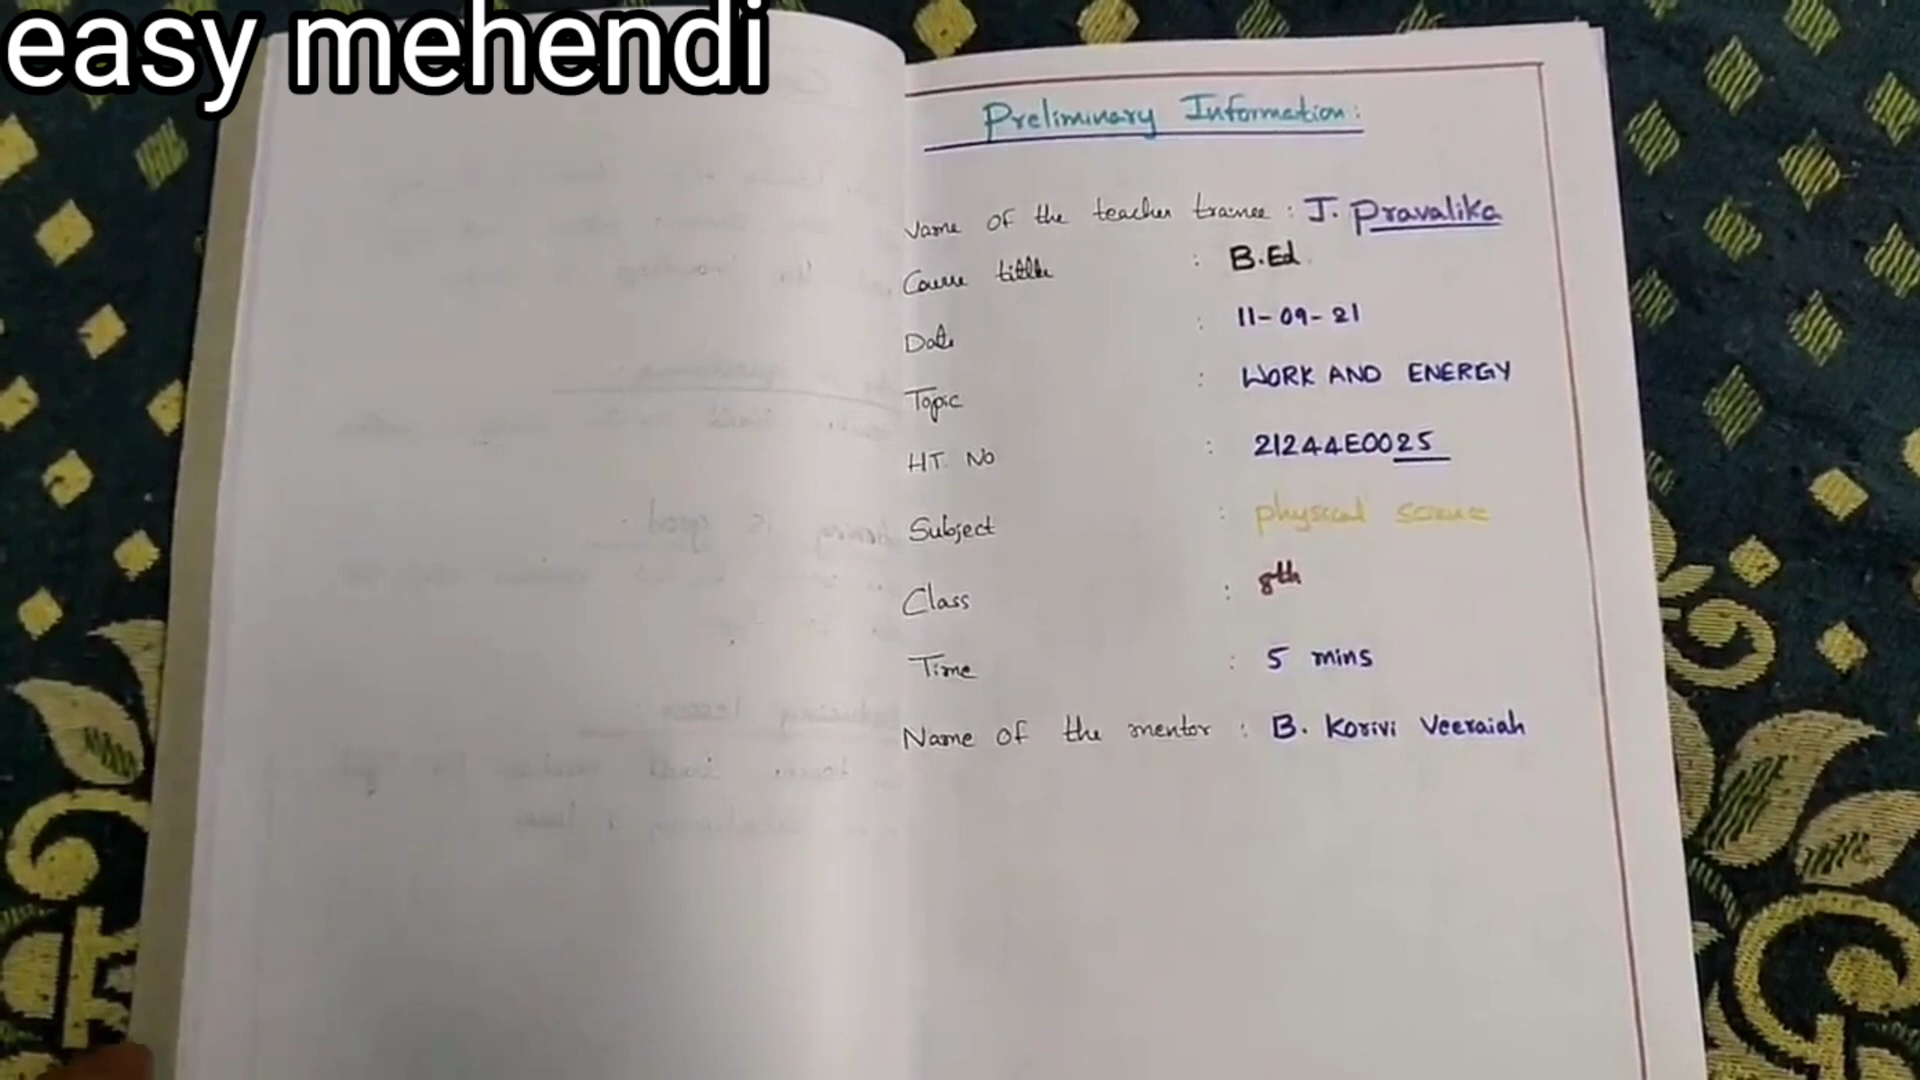 easy mehendi
Preliminary Information:
Name of the teacher trainee : J. Pravalika
Course titlle : B.Ed
Date : 11-09-21
Topic : WORK AND ENERGY
HT. No : 21244E0025
Subject : physical science
Class : 8th
Time : 5 mins
Name of the mentor : B. Korivi Veeraiah